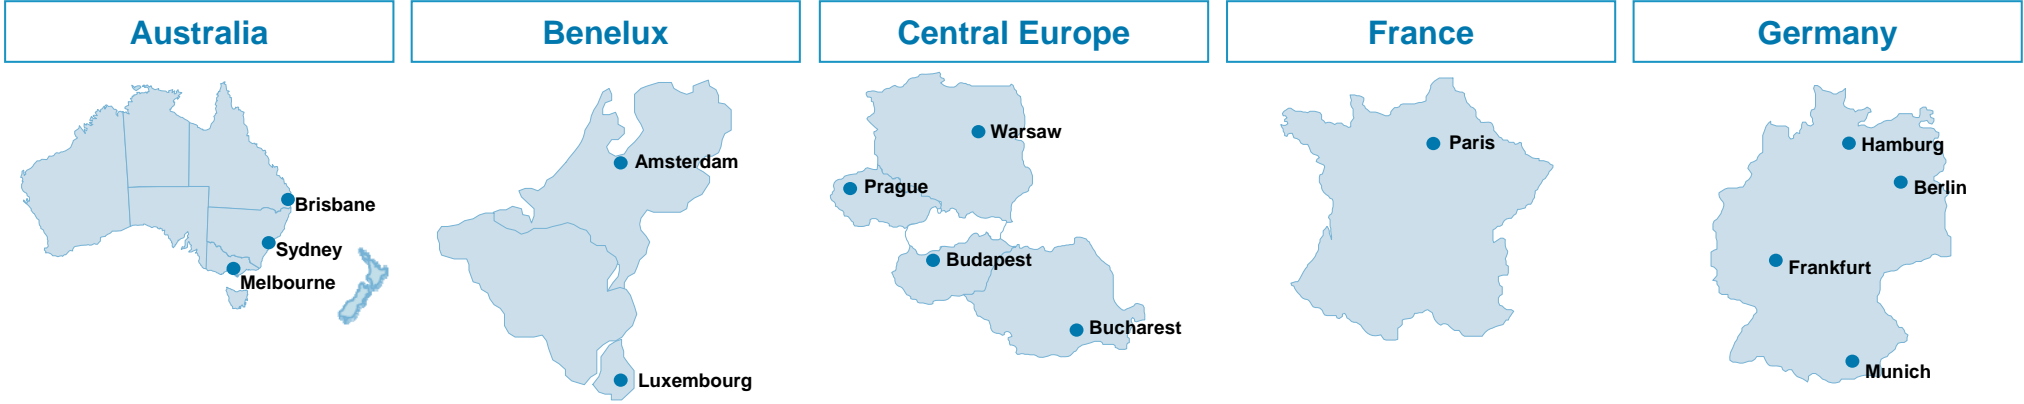 Australia
Benelux
Central Europe
France
Germany
Brisbane
Sydney
Melbourne
Amsterdam
Luxembourg
Warsaw
Prague
Budapest
Bucharest
Paris
Hamburg
Berlin
Frankfurt
Munich